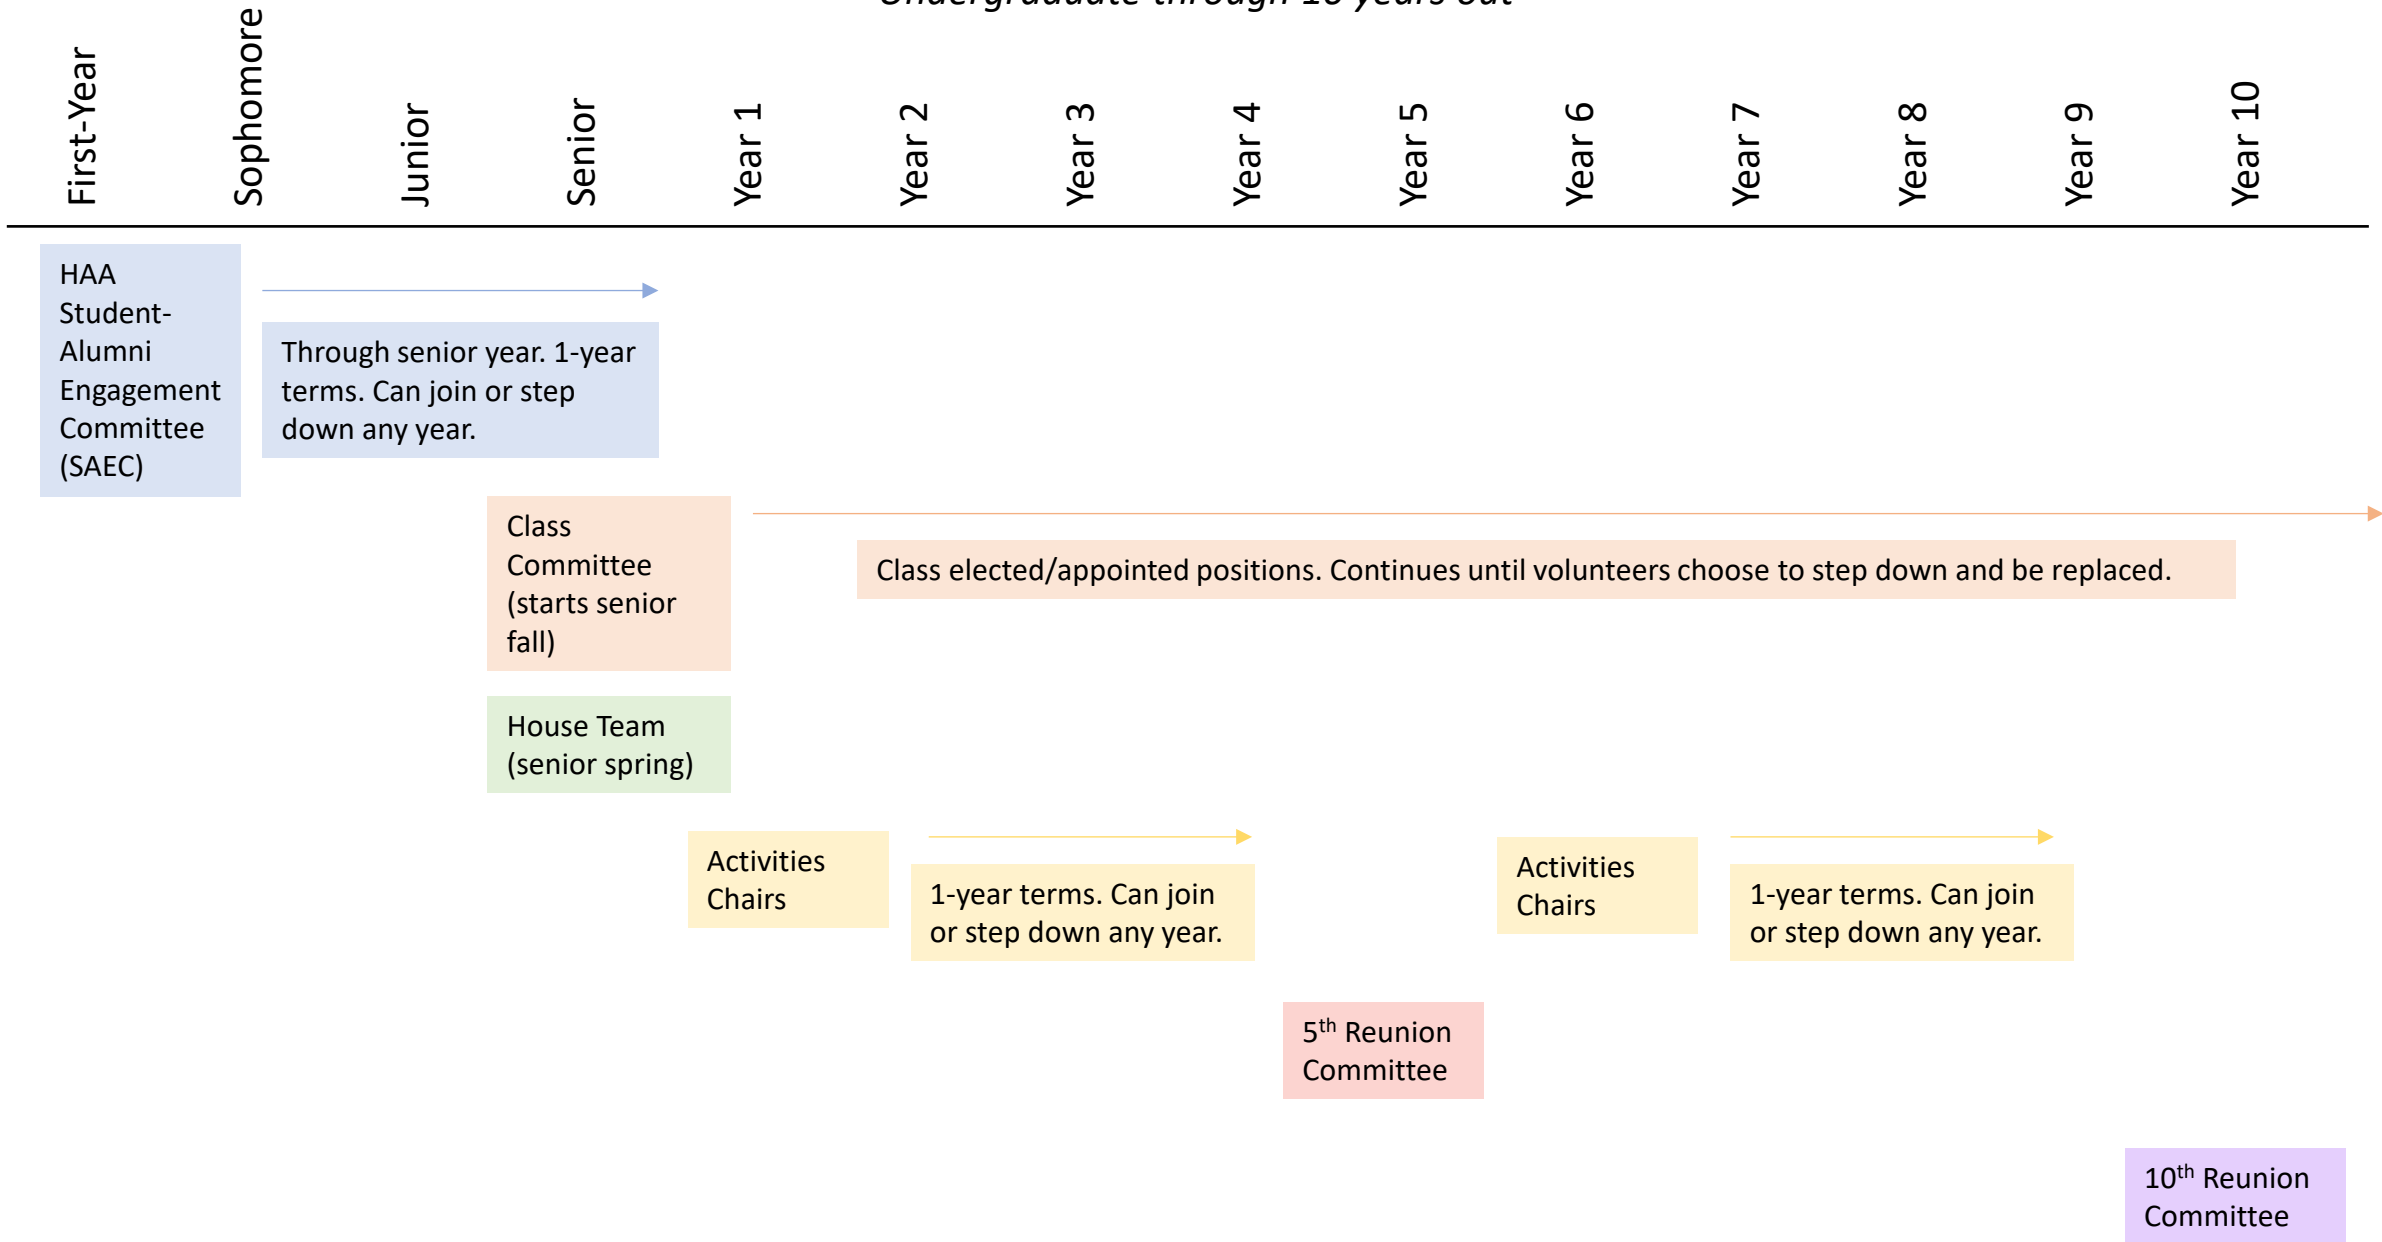 Undergraduate through 10 years out
First-Year
Sophomore
Junior
Senior
Year 1
Year 2
Year 3
Year 4
Year 5
Year 6
Year 7
Year 8
Year 9
Year 10
HAA
Student-
Alumni
Engagement
Committee
(SAEC)
Through senior year. 1-year
terms. Can join or step
down any year.
Class
Committee
(starts senior
fall)
Class elected/appointed positions. Continues until volunteers choose to step down and be replaced.
House Team
(senior spring)
Activities
Chairs
1-year terms. Can join
or step down any year.
Activities
Chairs
1-year terms. Can join
or step down any year.
5th Reunion
Committee
10th Reunion
Committee